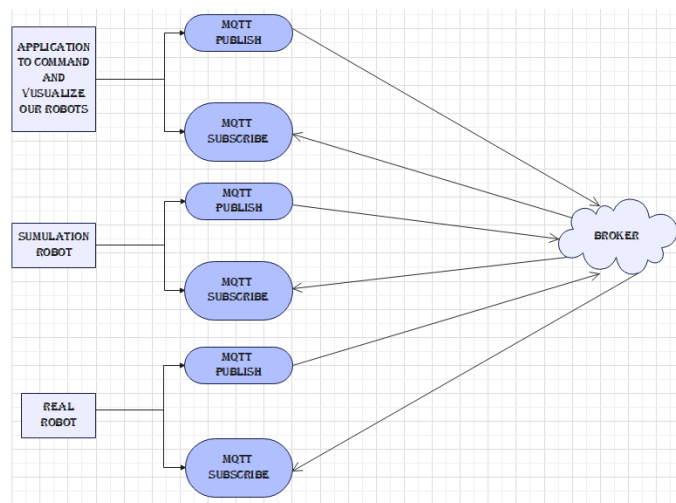 MQTT
PUBLISH
APPLICATION
TO COMMAND
AND
VUSUALIZE
OUR ROBOTS
MQTT
SUBSCRIBE
MQTT
PUBLISH
SUMULATION
ROBOT
BROKER
MQTT
SUBSCRIBE
MQTT
PUBLISH
REAL
ROBOT
MQTT
SUBSCRIBE